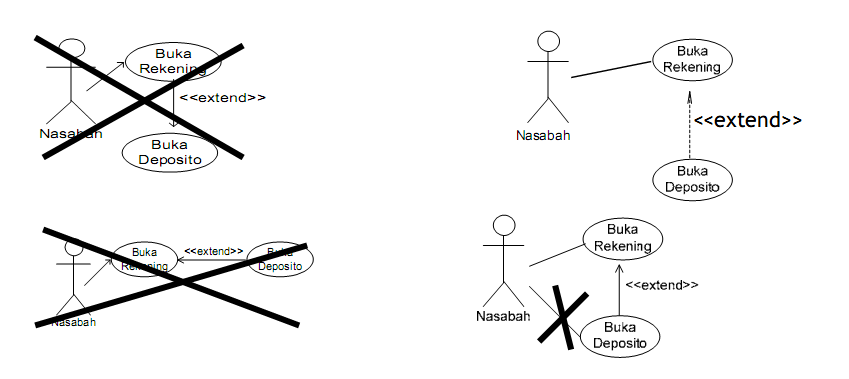 Buka
Rekening
<<extend>>
Nasabah
Buka
Deposito
Buka
Rekening
Nasabah
<<extend>>
Buka
Deposito
Buka
Rekening
<<extend>>
Buka
Deposito
Nasabah
Buka
Rekening
<<extend>>
Nasabah
Buka
Deposito